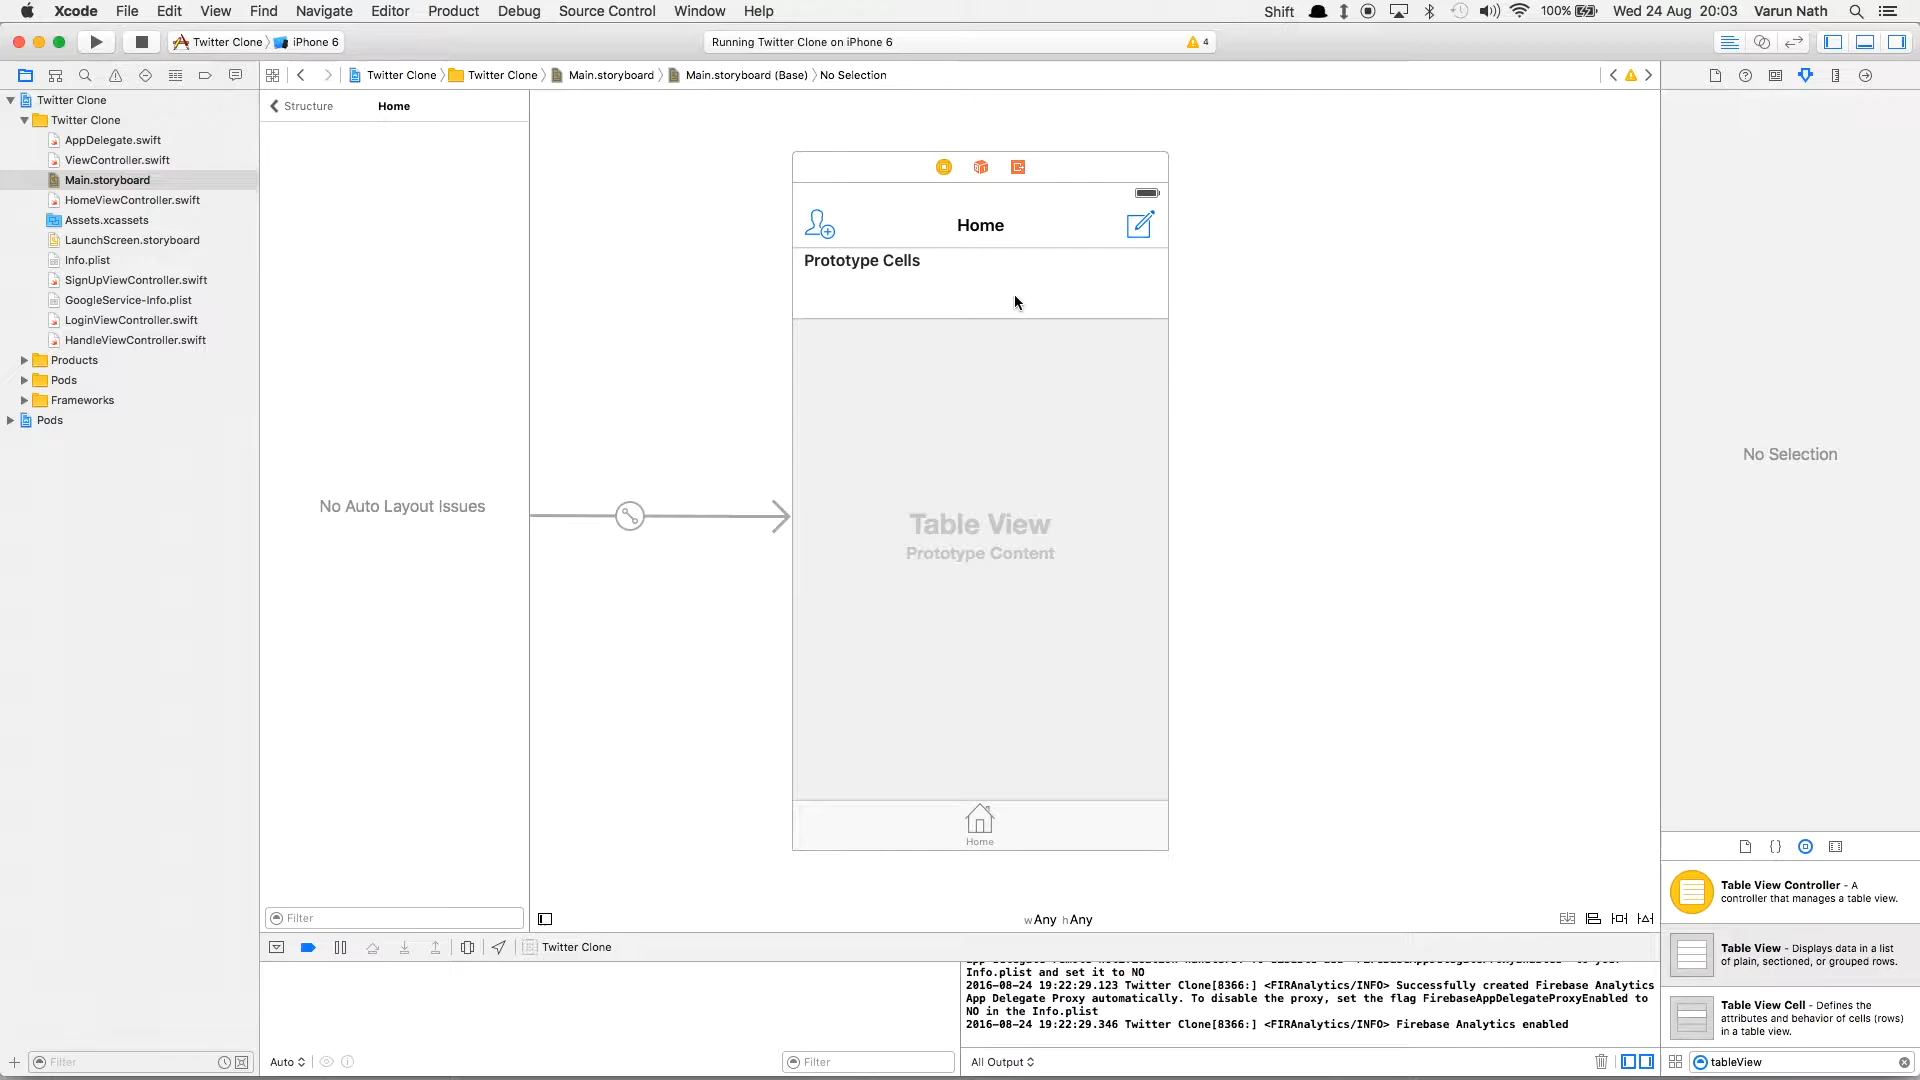 Xcode File Edit View Find Navigate Editor Product Debug Source Control Window Help
Shift 100% Wed 24 Aug 20:03 Varun Nath
Twitter Clone iPhone 6
Running Twitter Clone on iPhone 6
4
Twitter Clone Twitter Clone Main.storyboard Main.storyboard (Base) No Selection
Twitter Clone
Twitter Clone
AppDelegate.swift
ViewController.swift
Main.storyboard
HomeViewController.swift
Assets.xcassets
LaunchScreen.storyboard
Info.plist
SignUpViewController.swift
GoogleService-Info.plist
LoginViewController.swift
HandleViewController.swift
Products
Pods
Frameworks
Pods
Structure
Home
No Auto Layout Issues
Filter
Home
Prototype Cells
Table View
Prototype Content
Home
wAny hAny
No Selection
Table View Controller - A
controller that manages a table view.
Table View - Displays data in a list
of plain, sectioned, or grouped rows.
Table View Cell - Defines the
attributes and behavior of cells (rows)
in a table view.
tableView
Twitter Clone
Info.plist and set it to NO
2016-08-24 19:22:29.123 Twitter Clone[8366:] <FIRAnalytics/INFO> Successfully created Firebase Analytics
App Delegate Proxy automatically. To disable the proxy, set the flag FirebaseAppDelegateProxyEnabled to
NO in the Info.plist
2016-08-24 19:22:29.346 Twitter Clone[8366:] <FIRAnalytics/INFO> Firebase Analytics enabled
Filter
Auto
Filter
All Output